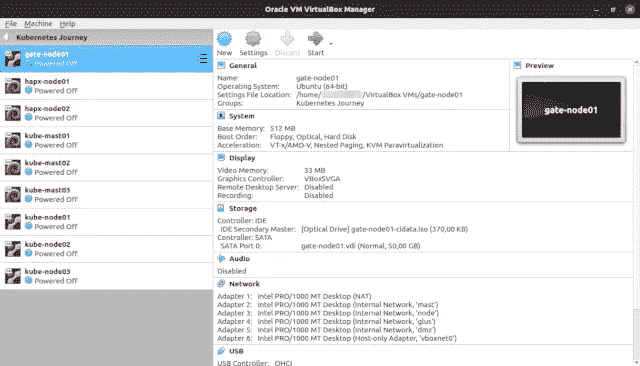 Oracle VM VirtualBox Manager
File Machine Help
Kubernetes Journey
gate-node01
Powered Off
hapx-node01
Powered Off
hapx-node02
Powered Off
kube-mast01
Powered Off
kube-mast02
Powered Off
kube-mast03
Powered Off
kube-node01
Powered Off
kube-node02
Powered Off
kube-node03
Powered Off
New Settings Discard Start
General
Name: gate-node01
Operating System: Ubuntu (64-bit)
Settings File Location: /home/ /VirtualBox VMs/gate-node01
Groups: Kubernetes Journey
Preview
gate-node01
System
Base Memory: 512 MB
Boot Order: Floppy, Optical, Hard Disk
Acceleration: VT-x/AMD-V, Nested Paging, KVM Paravirtualization
Display
Video Memory: 33 MB
Graphics Controller: VBoxSVGA
Remote Desktop Server: Disabled
Recording: Disabled
Storage
Controller: IDE
IDE Secondary Master: [Optical Drive] gate-node01-cidata.iso (370,00 KB)
Controller: SATA
SATA Port 0: gate-node01.vdi (Normal, 50,00 GB)
Audio
Disabled
Network
Adapter 1: Intel PRO/1000 MT Desktop (NAT)
Adapter 2: Intel PRO/1000 MT Desktop (Internal Network, 'mast')
Adapter 3: Intel PRO/1000 MT Desktop (Internal Network, 'node')
Adapter 4: Intel PRO/1000 MT Desktop (Internal Network, 'glus')
Adapter 5: Intel PRO/1000 MT Desktop (Internal Network, 'dmz')
Adapter 6: Intel PRO/1000 MT Desktop (Host-only Adapter, 'vboxnet0')
USB
USB Controller: OHCI